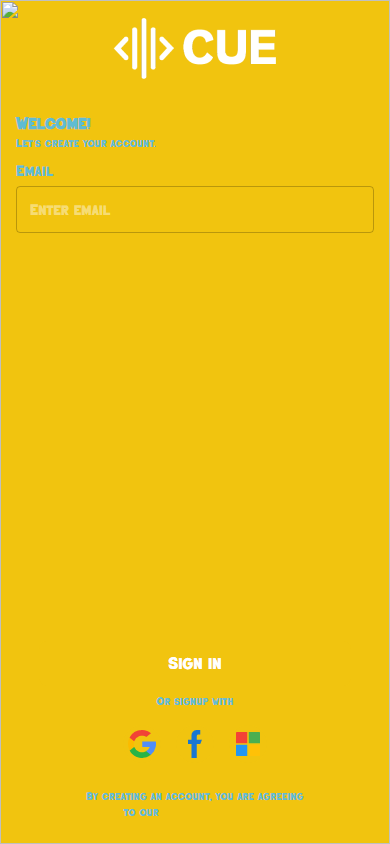 CUE
Welcome!
Let's create your account.
Email
Enter email
Sign in
Or signup with
By creating an account, you are agreeing
to our